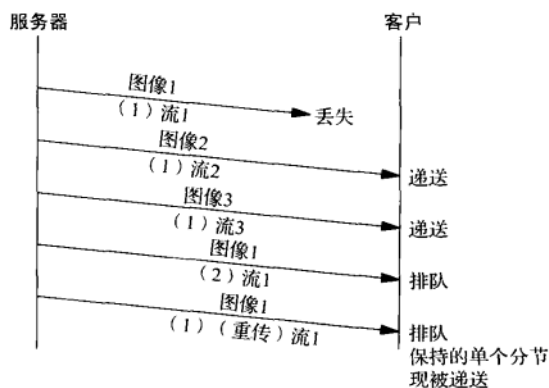 服务器
客户
图像1
(1)流1
丢失
图像2
(1)流2
递送
图像3
(1)流3
递送
图像1
(2)流1
排队
图像1
(1)(重传)流1
排队
保持的单个分节
现被递送